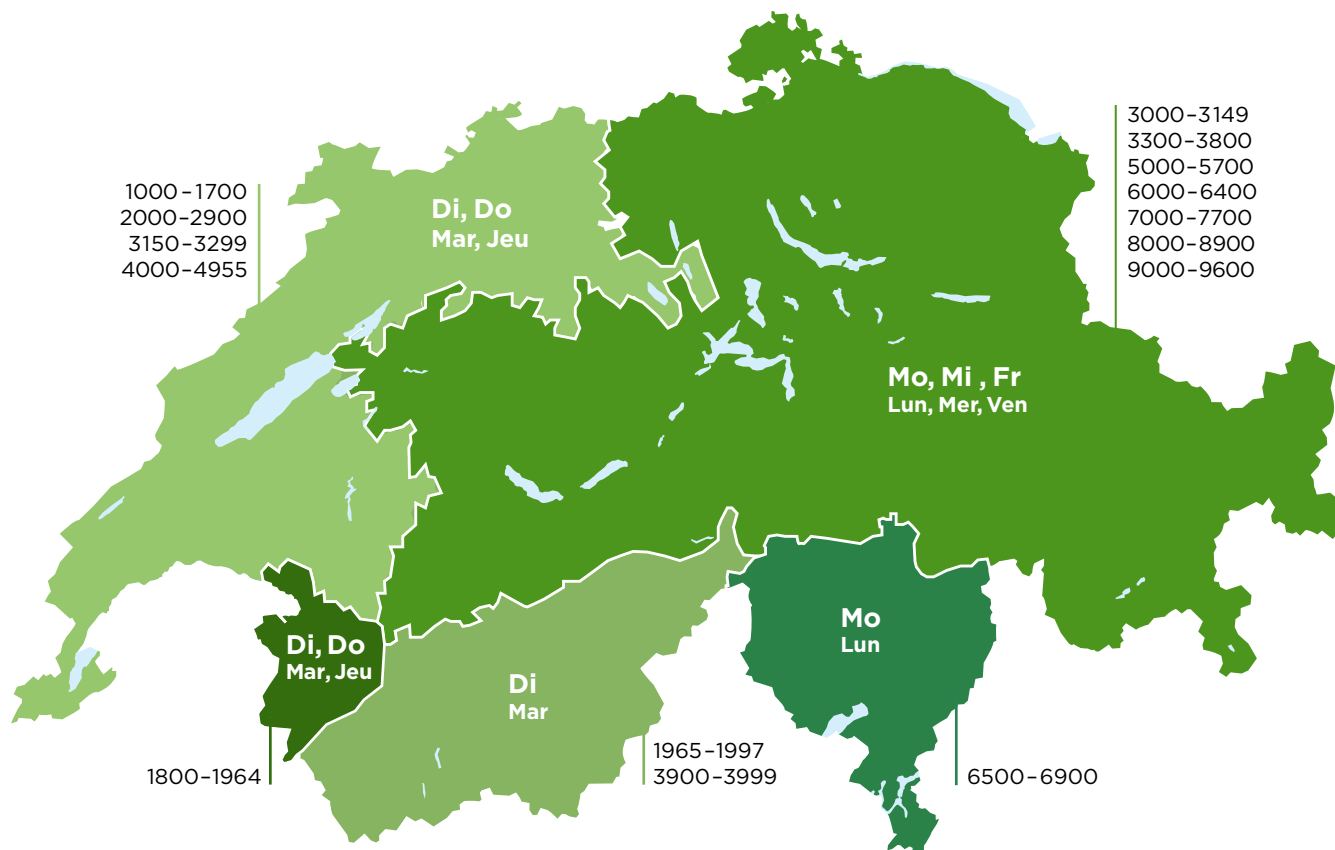 3000–3149
3300–3800
5000–5700
6000–6400
7000–7700
8000–8900
9000–9600
1000–1700
2000–2900
3150–3299
4000–4955
Di, Do
Mar, Jeu
Mo, Mi , Fr
Lun, Mer, Ven
Di, Do
Mar, Jeu
Di
Mar
Mo
Lun
1800–1964
1965–1997
3900–3999
6500–6900